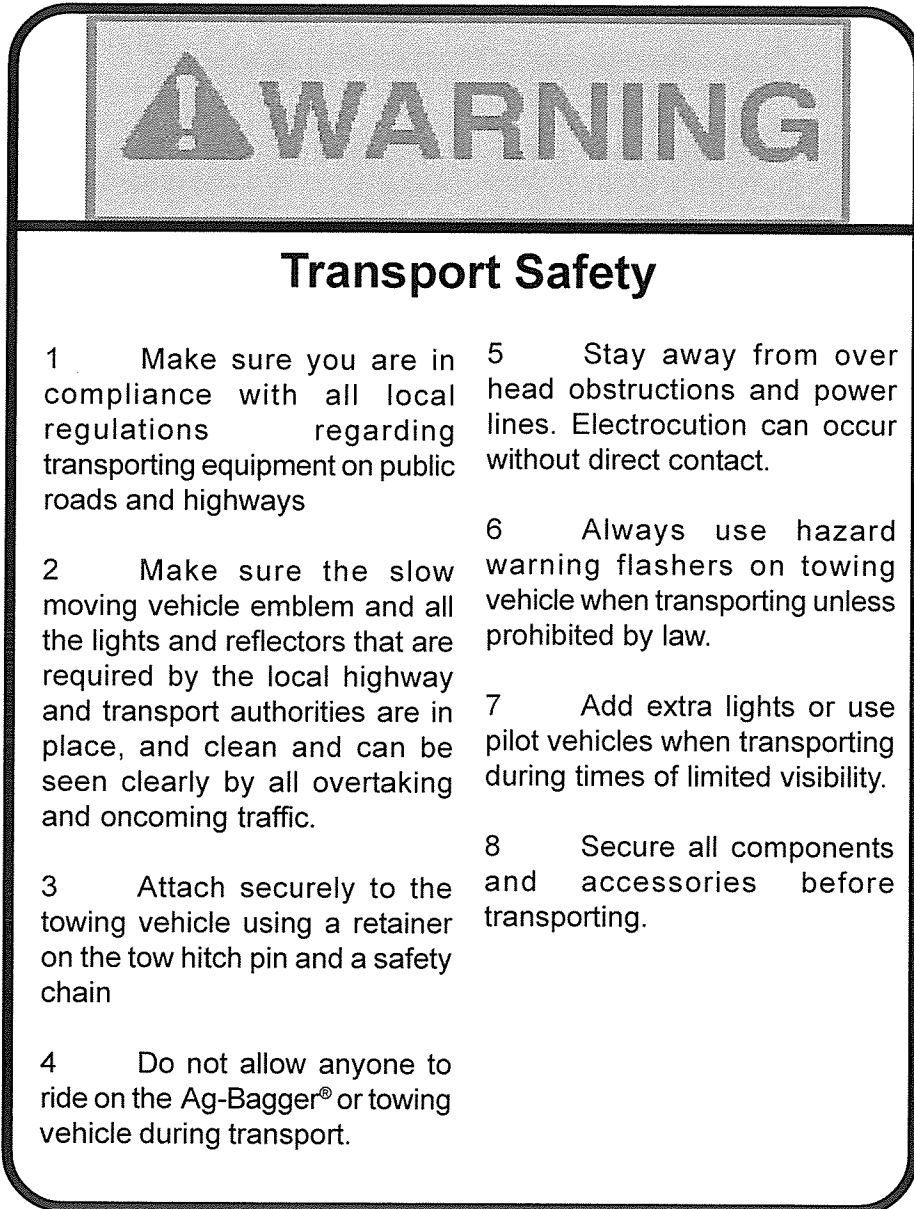 WARNING
Transport Safety
1 Make sure you are in
compliance with all local
regulations regarding
transporting equipment on public
roads and highways
2 Make sure the slow
moving vehicle emblem and all
the lights and reflectors that are
required by the local highway
and transport authorities are in
place, and clean and can be
seen clearly by all overtaking
and oncoming traffic.
3 Attach securely to the
towing vehicle using a retainer
on the tow hitch pin and a safety
chain
4 Do not allow anyone to
ride on the Ag-Bagger® or towing
vehicle during transport.
5 Stay away from over
head obstructions and power
lines. Electrocution can occur
without direct contact.
6 Always use hazard
warning flashers on towing
vehicle when transporting unless
prohibited by law.
7 Add extra lights or use
pilot vehicles when transporting
during times of limited visibility.
8 Secure all components
and accessories before
transporting.